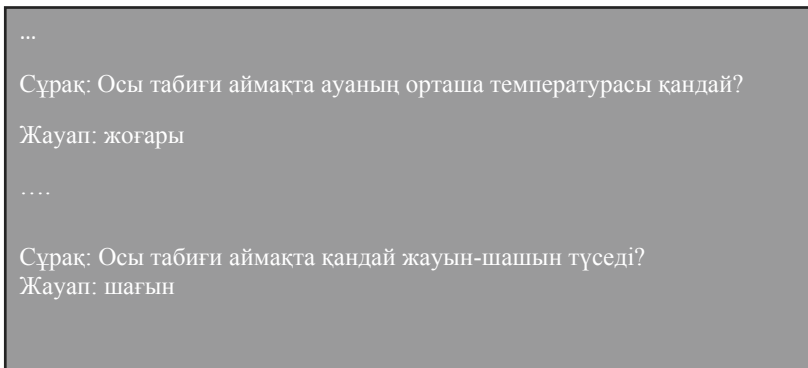 ...
Сұрақ: Осы табиғи аймақта ауаның орташа температурасы қандай?
Жауап: жоғары
….
Сұрақ: Осы табиғи аймақта қандай жауын-шашын түседі?
Жауап: шағын